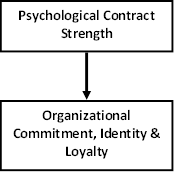 Psychological Contract
Strength
Organizational
Commitment, Identity &
Loyalty